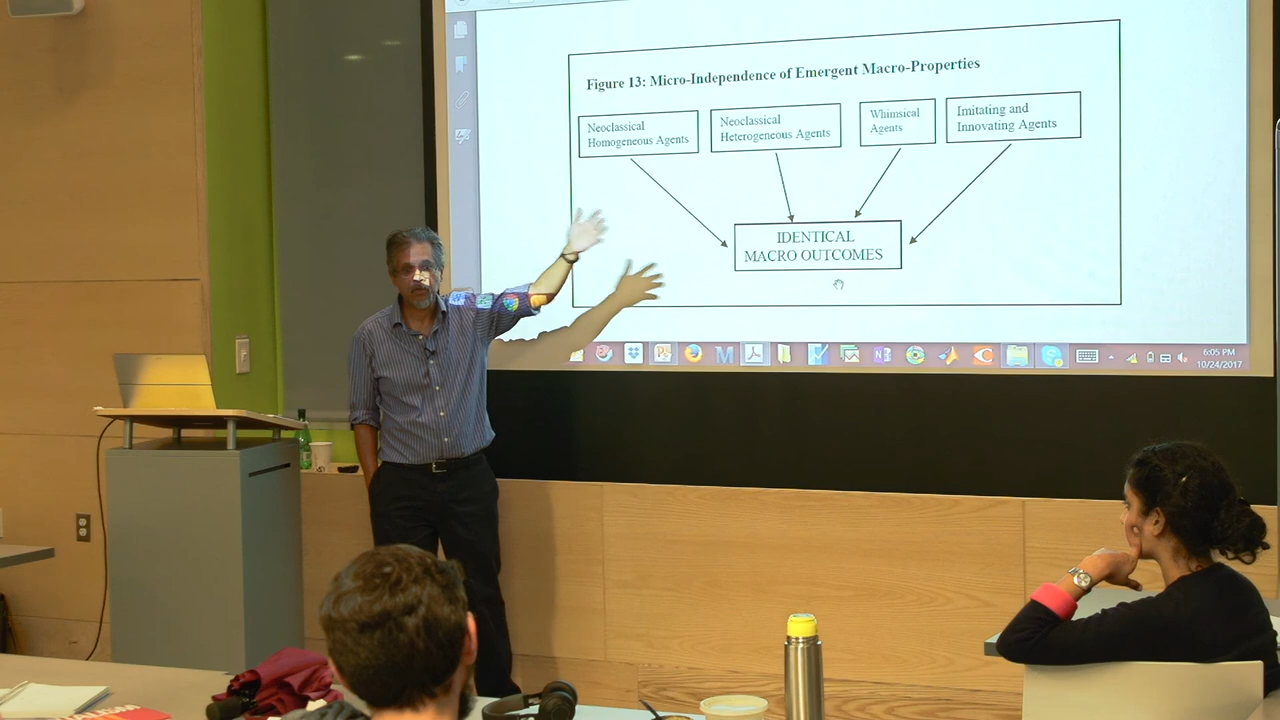 Figure 13: Micro-Independence of Emergent Macro-Properties
Neoclassical
Homogeneous Agents
Neoclassical
Heterogeneous Agents
Whimsical
Agents
Imitating and
Innovating Agents
IDENTICAL
MACRO OUTCOMES
6:05 PM
10/24/2017